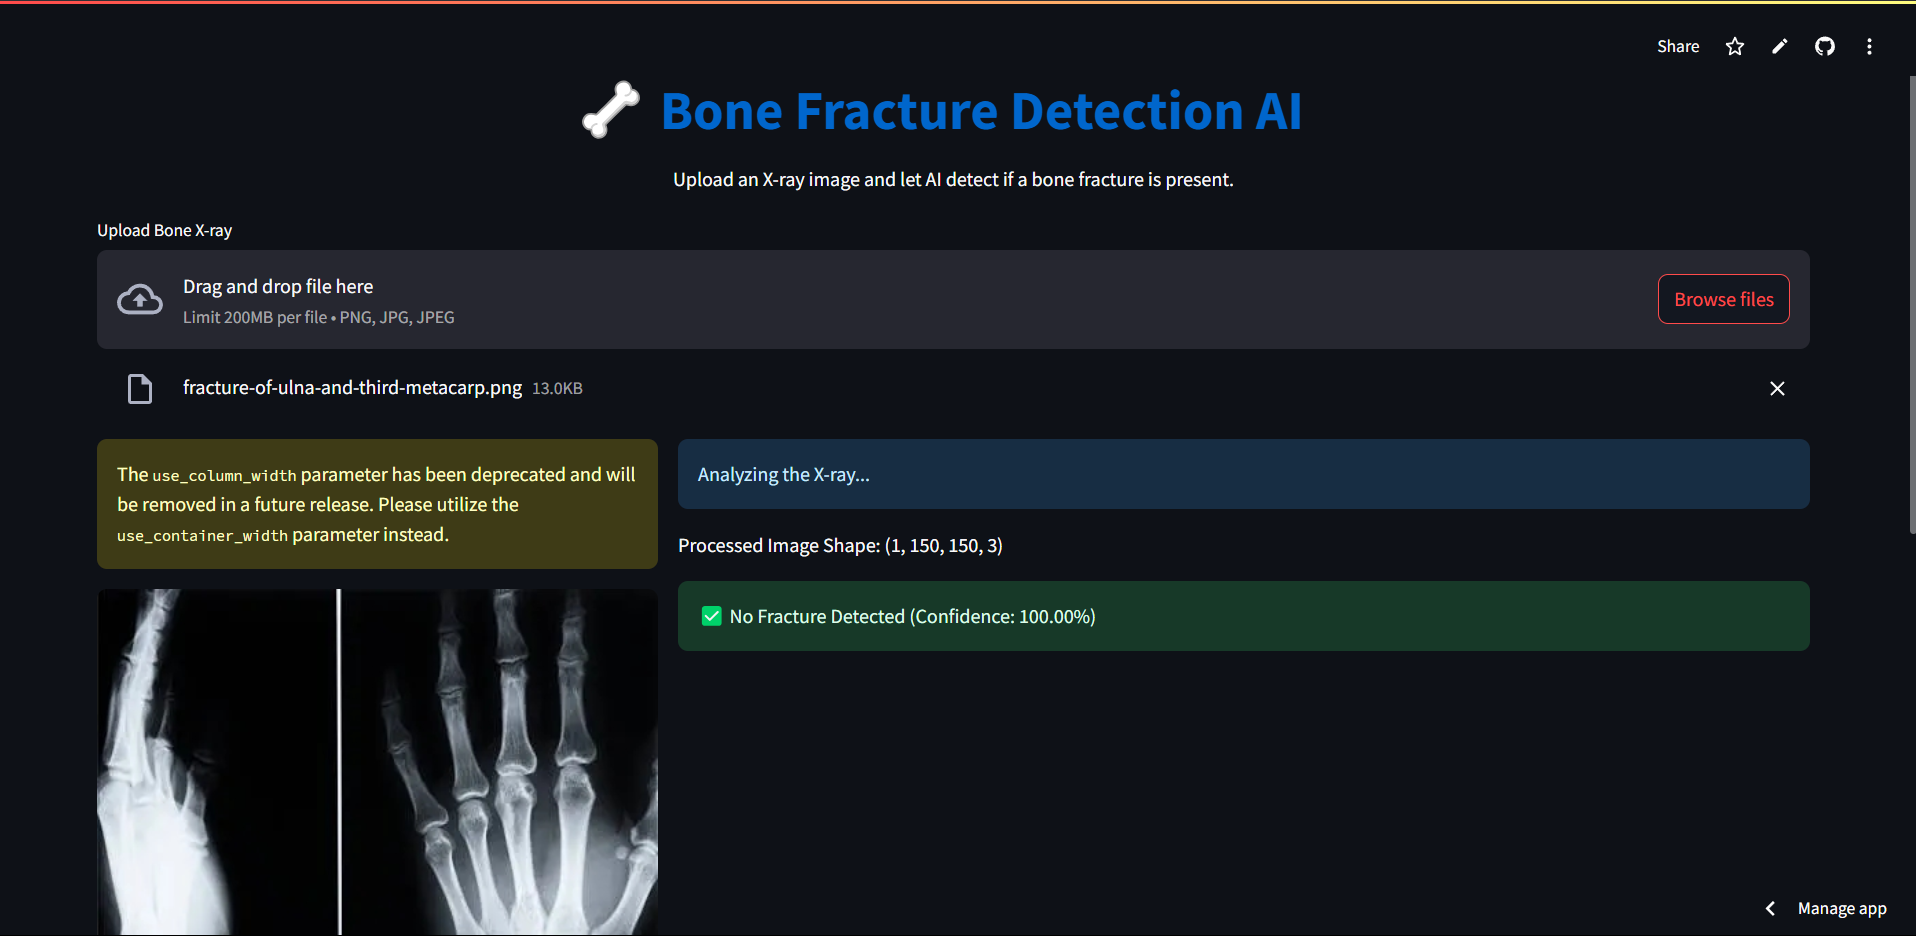 Share
Bone Fracture Detection AI
Upload an X-ray image and let AI detect if a bone fracture is present.
Upload Bone X-ray
Drag and drop file here
Limit 200MB per file • PNG, JPG, JPEG
Browse files
fracture-of-ulna-and-third-metacarp.png 13.0KB
The use_column_width parameter has been deprecated and will
be removed in a future release. Please utilize the
use_container_width parameter instead.
Analyzing the X-ray...
Processed Image Shape: (1, 150, 150, 3)
No Fracture Detected (Confidence: 100.00%)
Manage app